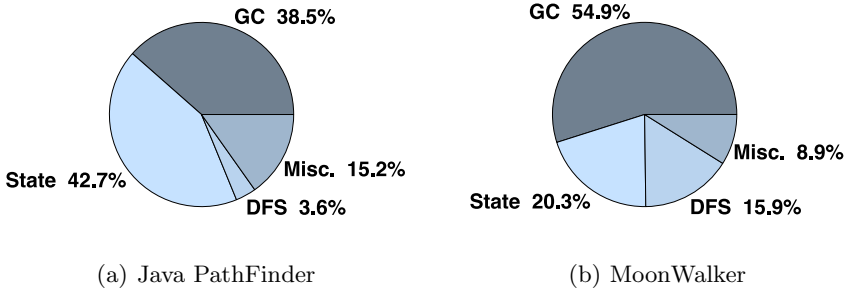 GC 38.5%
State 42.7%
Misc. 15.2%
DFS 3.6%
(a) Java PathFinder
GC 54.9%
State 20.3%
Misc. 8.9%
DFS 15.9%
(b) MoonWalker